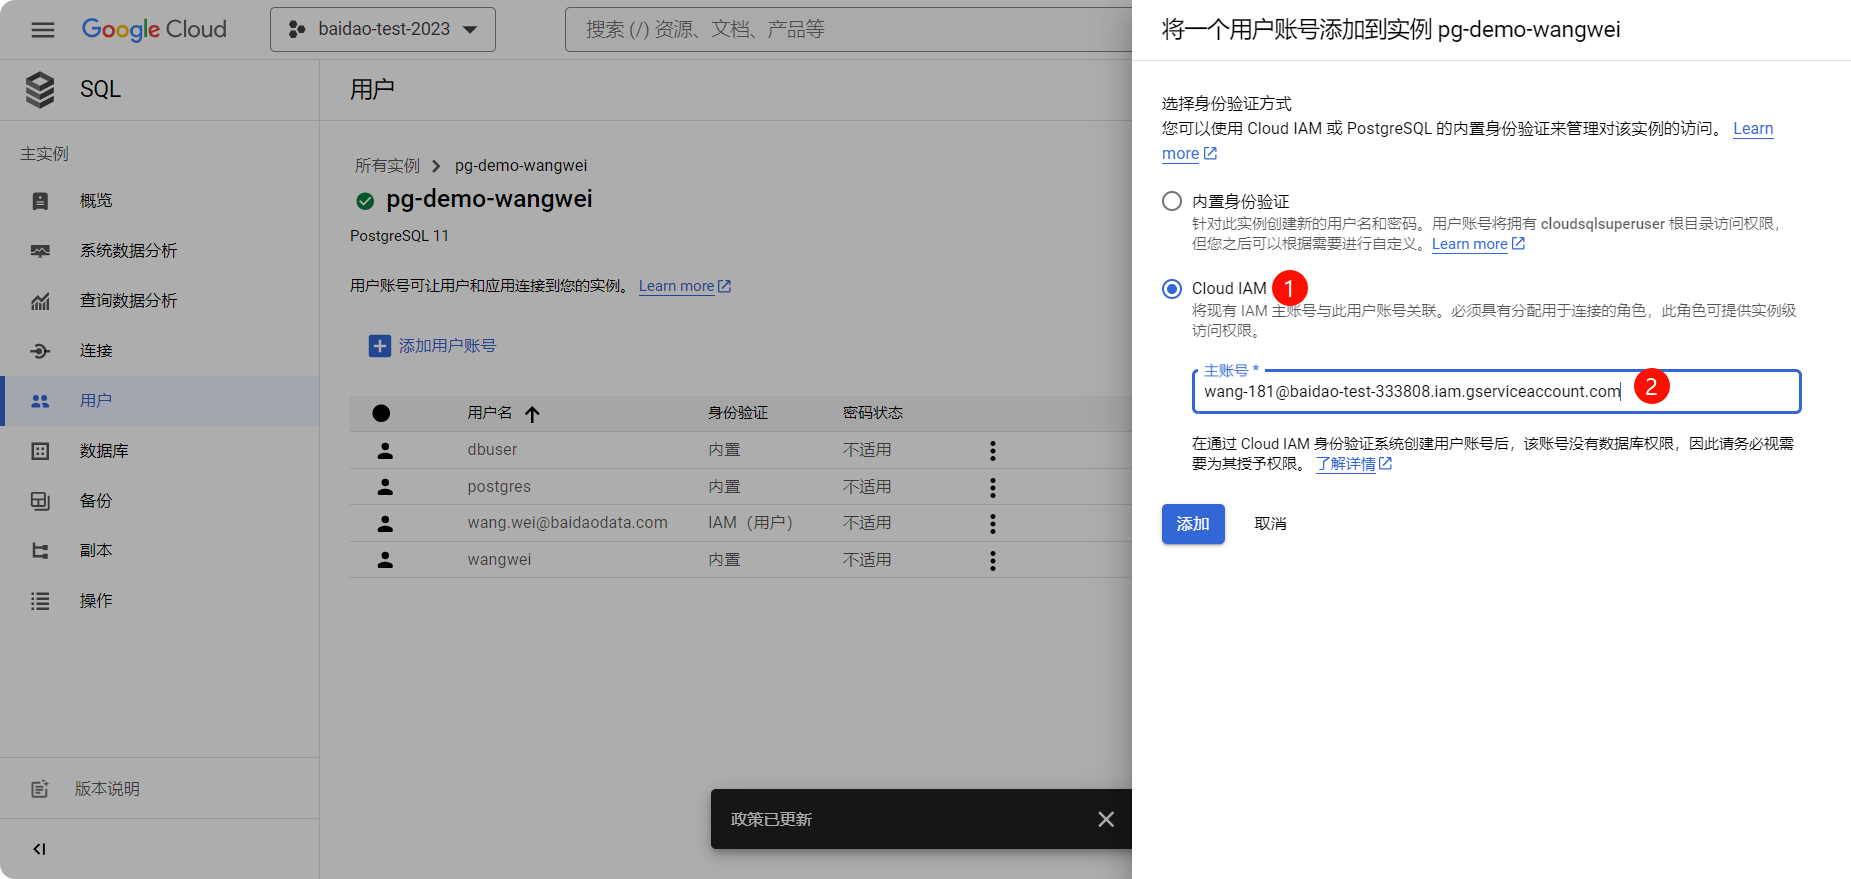 Google Cloud
baidao-test-2023
搜索 (/) 资源、文档、产品等
SQL
主实例
概览
系统数据分析
查询数据分析
连接
用户
数据库
备份
副本
操作
版本说明
用户
所有实例 > pg-demo-wangwei
pg-demo-wangwei
PostgreSQL 11
用户账号可让用户和应用连接到您的实例。 Learn more
添加用户账号
用户名 身份验证 密码状态
dbuser 内置 不适用
postgres 内置 不适用
wang.wei@baidaodata.com IAM（用户） 不适用
wangwei 内置 不适用
政策已更新
将一个用户账号添加到实例 pg-demo-wangwei
选择身份验证方式
您可以使用 Cloud IAM 或 PostgreSQL 的内置身份验证来管理对该实例的访问。 Learn
more
内置身份验证
针对此实例创建新的用户名和密码。用户账号将拥有 cloudsqlsuperuser 根目录访问权限，
但您之后可以根据需要进行自定义。 Learn more
Cloud IAM 1
将现有 IAM 主账号与此用户账号关联。必须具有分配用于连接的角色，此角色可提供实例级
访问权限。
主账号 *
wang-181@baidao-test-333808.iam.gserviceaccount.com 2
在通过 Cloud IAM 身份验证系统创建用户账号后，该账号没有数据库权限，因此请务必视需
要为其授予权限。 了解详情
添加 取消